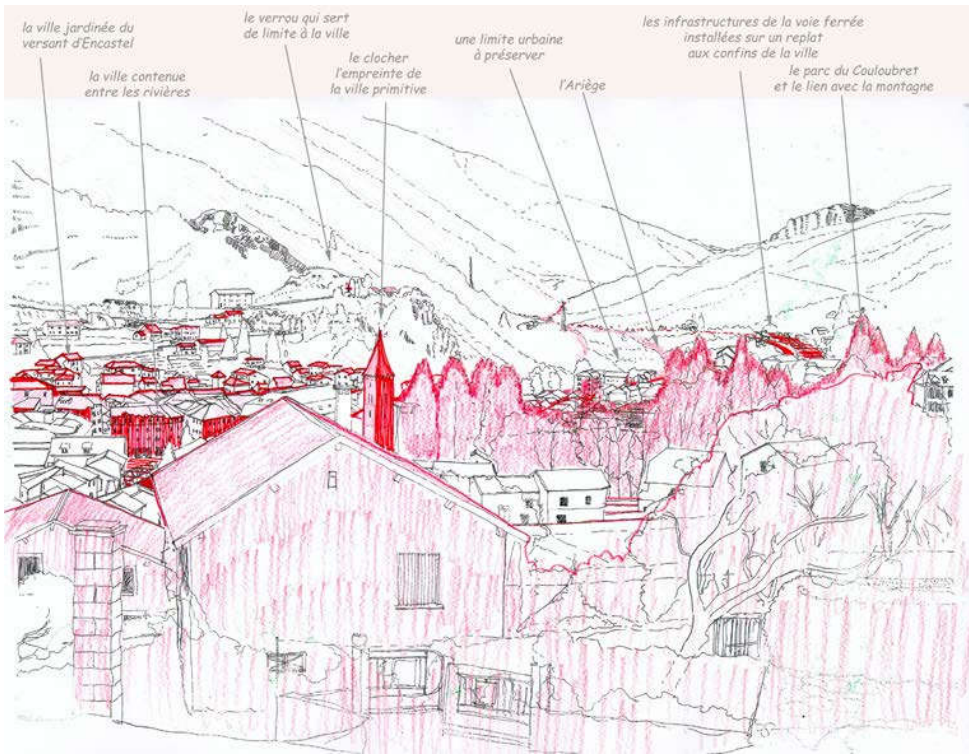 la ville jardinée du
versant d'Encastel
la ville contenue
entre les rivières
le verrou qui sert
de limite à la ville
le clocher
l'empreinte de
la ville primitive
une limite urbaine
à préserver
l'Ariège
les infrastructures de la voie ferrée
installées sur un replat
aux confins de la ville
le parc du Couloubret
et le lien avec la montagne